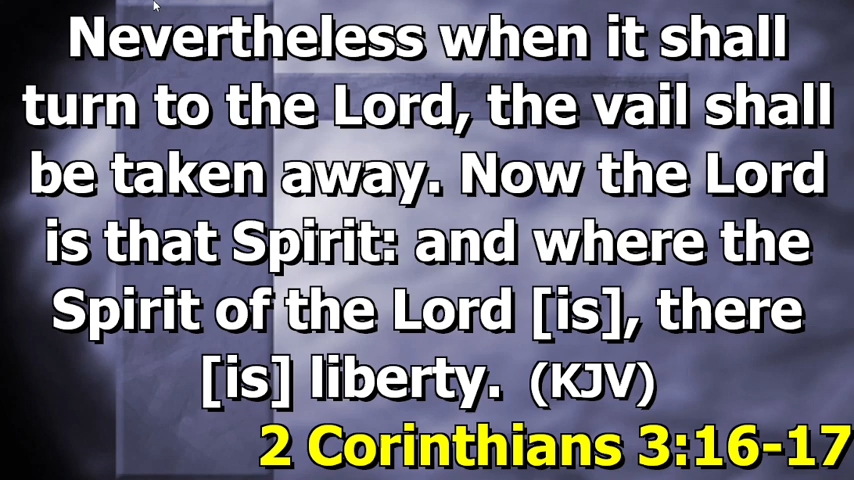 Nevertheless when it shall
turn to the Lord, the vail shall
be taken away. Now the Lord
is that Spirit: and where the
Spirit of the Lord [is], there
[is] liberty. (KJV)
2 Corinthians 3:16-17